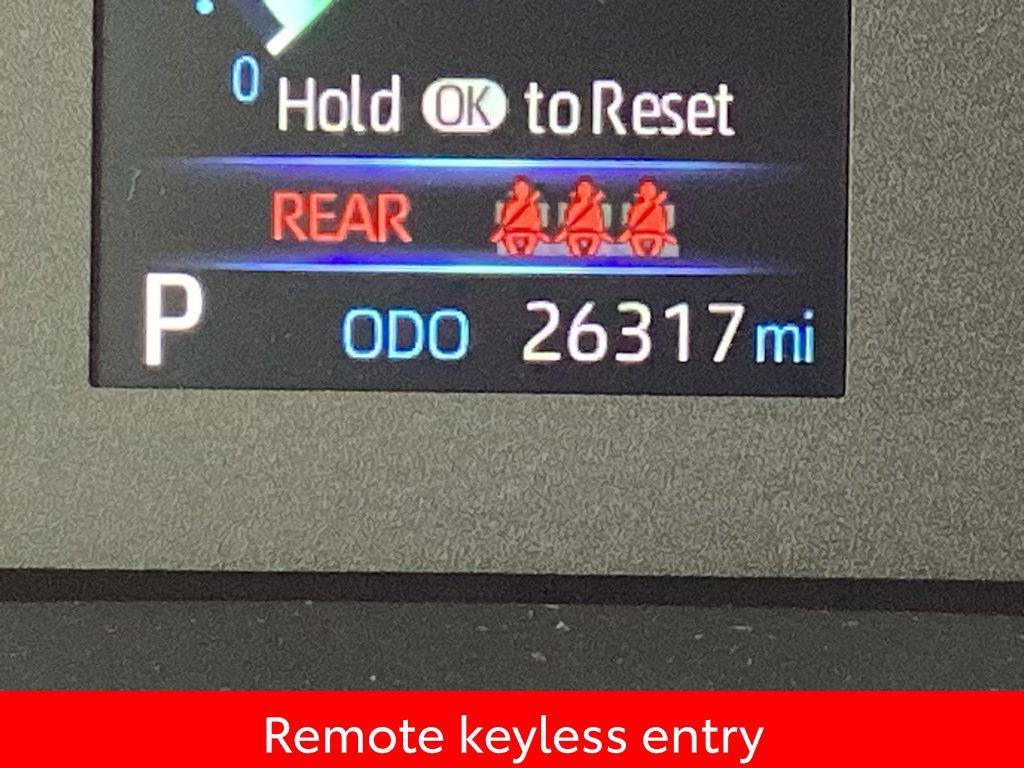 0
Hold OK to Reset
REAR
P ODO 26317 mi
Remote keyless entry